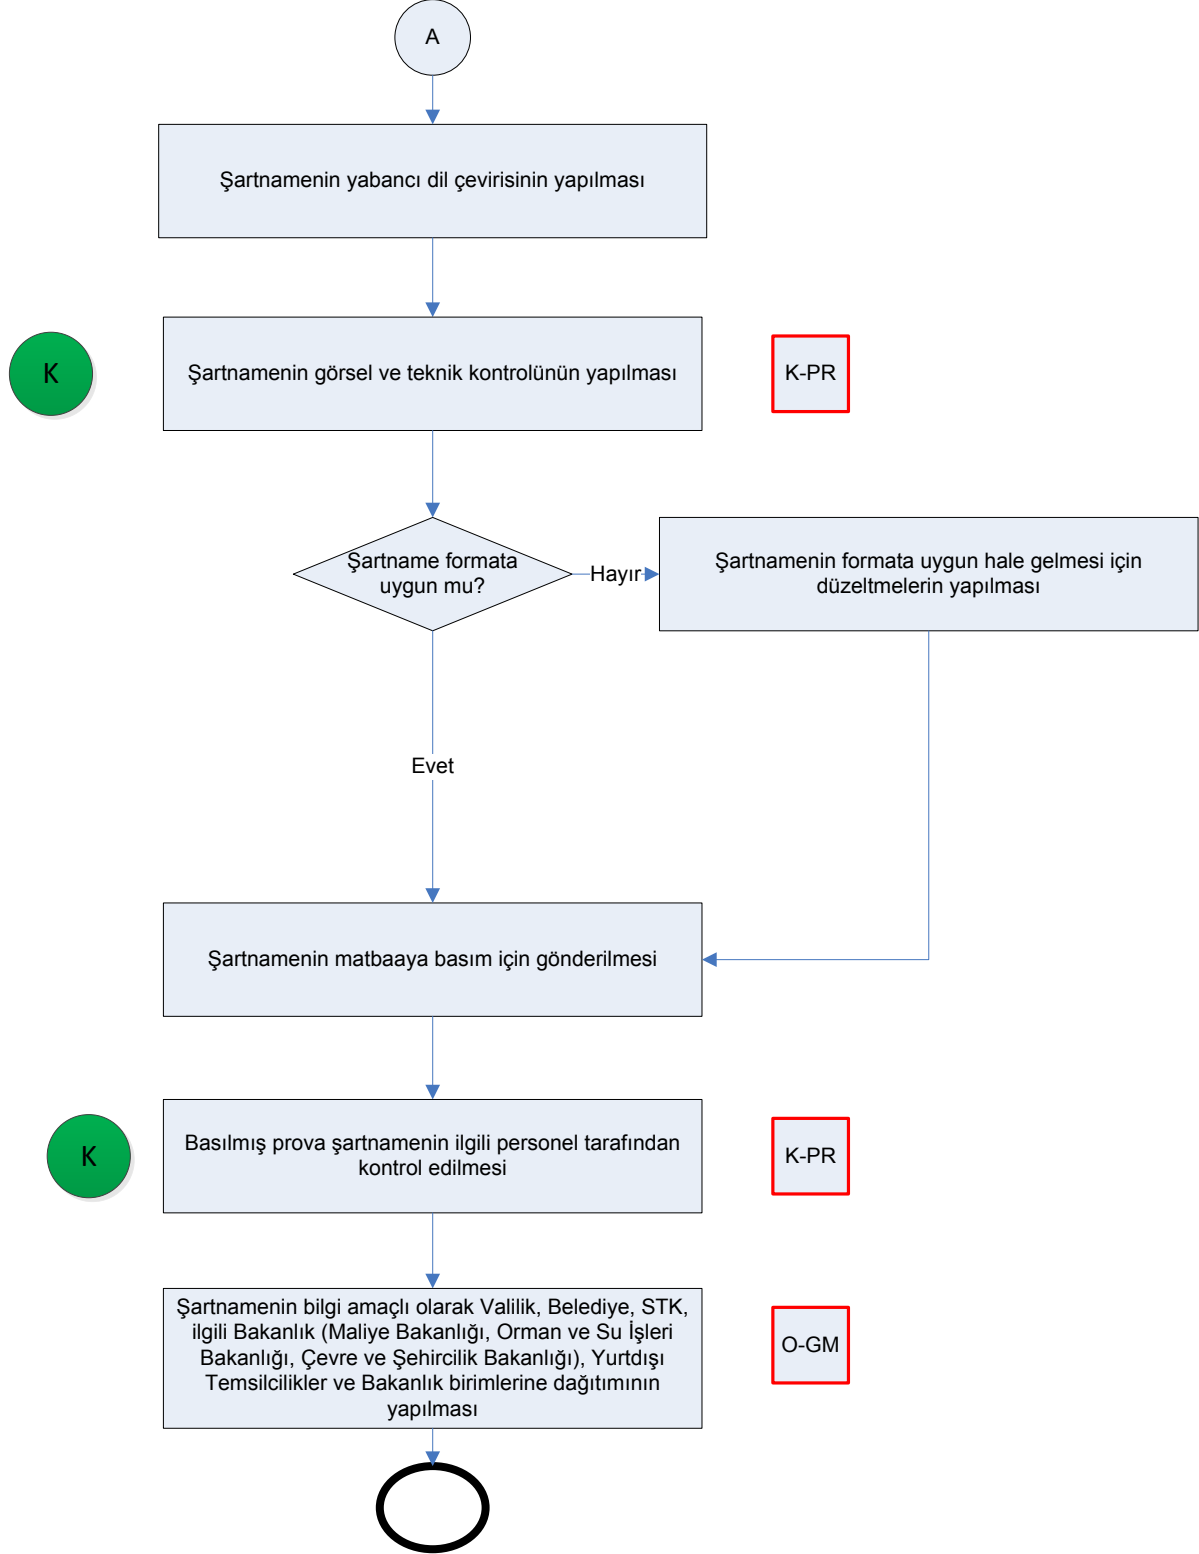 A
Şartnamenin yabancı dil çevirisinin yapılması
K
Şartnamenin görsel ve teknik kontrolünün yapılması
K-PR
Şartname formata
uygun mu?
Hayır
Şartnamenin formata uygun hale gelmesi için
düzeltmelerin yapılması
Evet
Şartnamenin matbaaya basım için gönderilmesi
K
Basılmış prova şartnamenin ilgili personel tarafından
kontrol edilmesi
K-PR
Şartnamenin bilgi amaçlı olarak Valilik, Belediye, STK,
ilgili Bakanlık (Maliye Bakanlığı, Orman ve Su İşleri
Bakanlığı, Çevre ve Şehircilik Bakanlığı), Yurtdışı
Temsilcilikler ve Bakanlık birimlerine dağıtımının
yapılması
O-GM